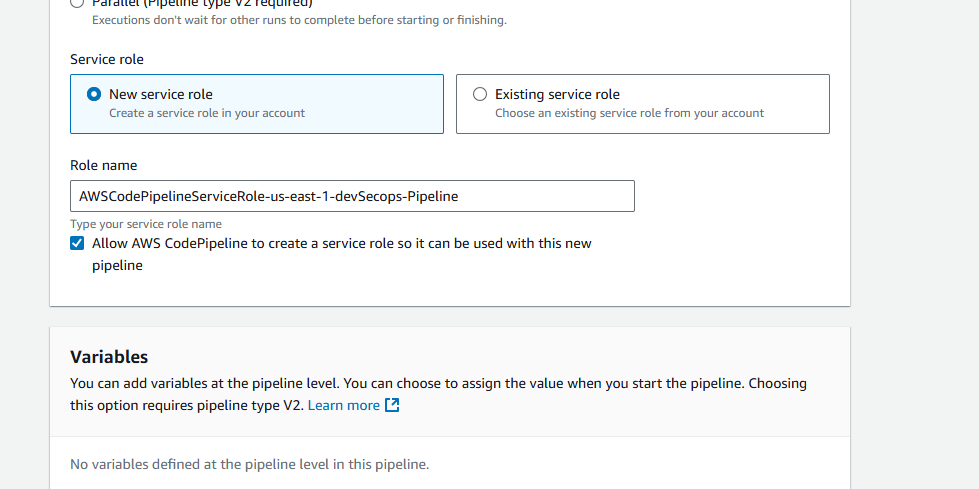 Parallel (Pipeline type V2 required)
Executions don't wait for other runs to complete before starting or finishing.
Service role
New service role
Create a service role in your account
Existing service role
Choose an existing service role from your account
Role name
AWSCodePipelineServiceRole-us-east-1-devSecops-Pipeline
Type your service role name
Allow AWS CodePipeline to create a service role so it can be used with this new
pipeline
Variables
You can add variables at the pipeline level. You can choose to assign the value when you start the pipeline. Choosing
this option requires pipeline type V2. Learn more
No variables defined at the pipeline level in this pipeline.